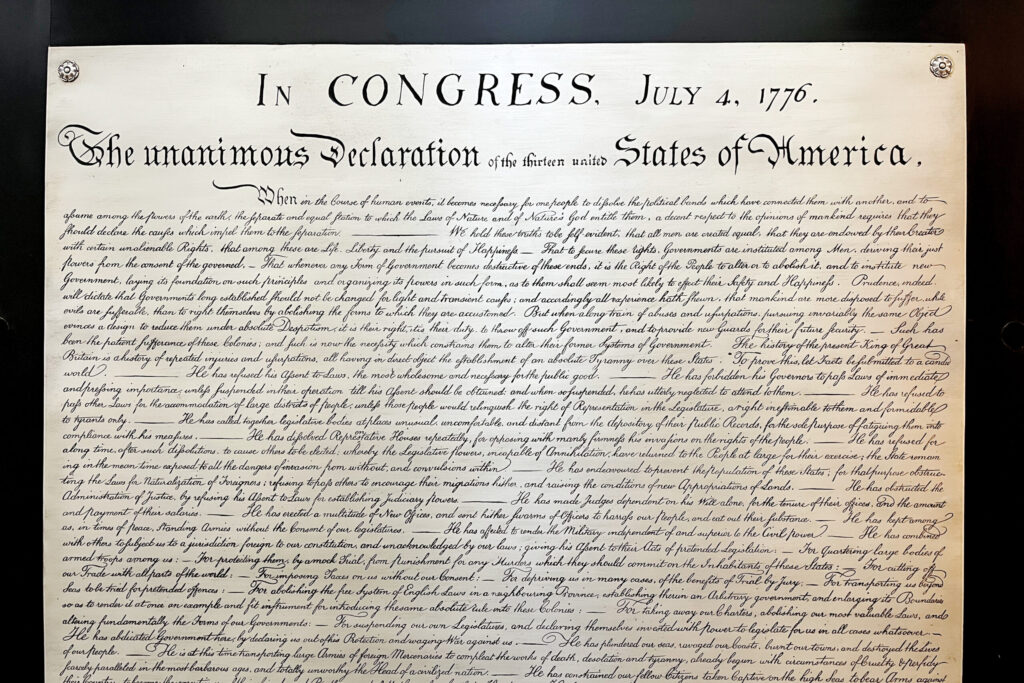 IN CONGRESS, JULY 4, 1776.
The unanimous Declaration of the thirteen united States of America,
When in the Course of human events, it becomes necessary for one people to dissolve the political bands which have connected them with another, and to
assume among the powers of the earth, the separate and equal station to which the Laws of Nature and of Nature's God entitle them, a decent respect to the opinions of mankind requires that they
should declare the causes which impel them to the separation. — We hold these truths to be self evident, that all men are created equal, that they are endowed by their Creator
with certain unalienable Rights, that among these are Life, Liberty and the pursuit of Happiness — That to secure these rights, Governments are instituted among Men, deriving their just
powers from the consent of the governed, — That whenever any Form of Government becomes destructive of these ends, it is the Right of the People to alter or to abolish it, and to institute new
Government, laying its foundation on such principles and organizing its powers in such form, as to them shall seem most likely to effect their Safety and Happiness. Prudence, indeed,
will dictate that Governments long established should not be changed for light and transient causes; and accordingly all experience hath shewn, that mankind are more disposed to suffer, while
evils are sufferable, than to right themselves by abolishing the forms to which they are accustomed. But when a long train of abuses and usurpations, pursuing invariably the same Object
evinces a design to reduce them under absolute Despotism, it is their right, it is their duty, to throw off such Government, and to provide new Guards for their future security. — Such has
been the patient sufferance of these Colonies; and such is now the necessity which constrains them to alter their former Systems of Government. The history of the present King of Great
Britain is a history of repeated injuries and usurpations, all having in direct object the establishment of an absolute Tyranny over these States. To prove this, let Facts be submitted to a candid
world. — He has refused his Assent to Laws, the most wholesome and necessary for the public good. — He has forbidden his Governors to pass Laws of immediate
and pressing importance, unless suspended in their operation till his Assent should be obtained; and when so suspended, he has utterly neglected to attend to them. — He has refused to
pass other Laws for the accommodation of large districts of people, unless those people would relinquish the right of Representation in the Legislature, a right inestimable to them and formidable
to tyrants only. — He has called together legislative bodies at places unusual, uncomfortable, and distant from the depository of their Public Records, for the sole purpose of fatiguing them into
compliance with his measures. — He has dissolved Representative Houses repeatedly, for opposing with manly firmness his invasions on the rights of the people. — He has refused for
a long time, after such dissolutions, to cause others to be elected; whereby the Legislative powers, incapable of Annihilation, have returned to the People at large for their exercise; the State remain
ing in the mean time exposed to all the dangers of invasion from without, and convulsions within. — He has endeavoured to prevent the population of these States; for that purpose obstruc-
ting the Laws for Naturalization of Foreigners; refusing to pass others to encourage their migrations hither, and raising the conditions of new Appropriations of Lands. — He has obstructed the
Administration of Justice, by refusing his Assent to Laws for establishing Judiciary powers. — He has made Judges dependent on his Will alone, for the tenure of their offices, and the amount
and payment of their salaries. — He has erected a multitude of New Offices, and sent hither swarms of Officers to harass our people, and eat out their substance. — He has kept among
us, in times of peace, Standing Armies without the Consent of our legislatures. — He has affected to render the Military independent of and superior to the Civil power. — He has combined
with others to subject us to a jurisdiction foreign to our constitution, and unacknowledged by our laws; giving his Assent to their Acts of pretended Legislation: — For Quartering large bodies of
armed troops among us: — For protecting them, by a mock Trial, from punishment for any Murders which they should commit on the Inhabitants of these States: — For cutting off
our Trade with all parts of the world: — For imposing Taxes on us without our Consent: — For depriving us in many cases, of the benefits of Trial by Jury: — For transporting us beyond
Seas to be tried for pretended offences: — For abolishing the free System of English Laws in a neighbouring Province, establishing therein an Arbitrary government, and enlarging its Boundaries
so as to render it at once an example and fit instrument for introducing the same absolute rule into these Colonies: — For taking away our Charters, abolishing our most valuable Laws, and
altering fundamentally the Forms of our Governments: — For suspending our own Legislatures, and declaring themselves invested with power to legislate for us in all cases whatsoever. —
He has abdicated Government here, by declaring us out of his Protection and waging War against us. — He has plundered our seas, ravaged our Coasts, burnt our towns, and destroyed the lives
of our people. — He is at this time transporting large Armies of foreign Mercenaries to compleat the works of death, desolation and tyranny, already begun with circumstances of Cruelty & perfidy
scarcely paralleled in the most barbarous ages, and totally unworthy the Head of a civilized nation. — He has constrained our fellow Citizens taken Captive on the high Seas to bear Arms against